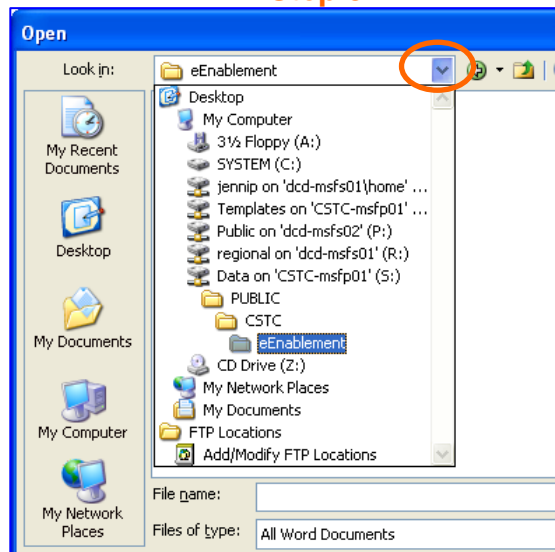 Open
Look in:
eEnablement
My Recent
Documents
Desktop
My Documents
My Computer
My Network
Places
Desktop
My Computer
3½ Floppy (A:)
SYSTEM (C:)
jennip on 'dcd-msfs01\home' ...
Templates on 'CSTC-msfp01' ...
Public on 'dcd-msfs02' (P:)
regional on 'dcd-msfs01' (R:)
Data on 'CSTC-msfp01' (S:)
PUBLIC
CSTC
eEnablement
CD Drive (Z:)
My Network Places
My Documents
FTP Locations
Add/Modify FTP Locations
File name:
Files of type:
All Word Documents